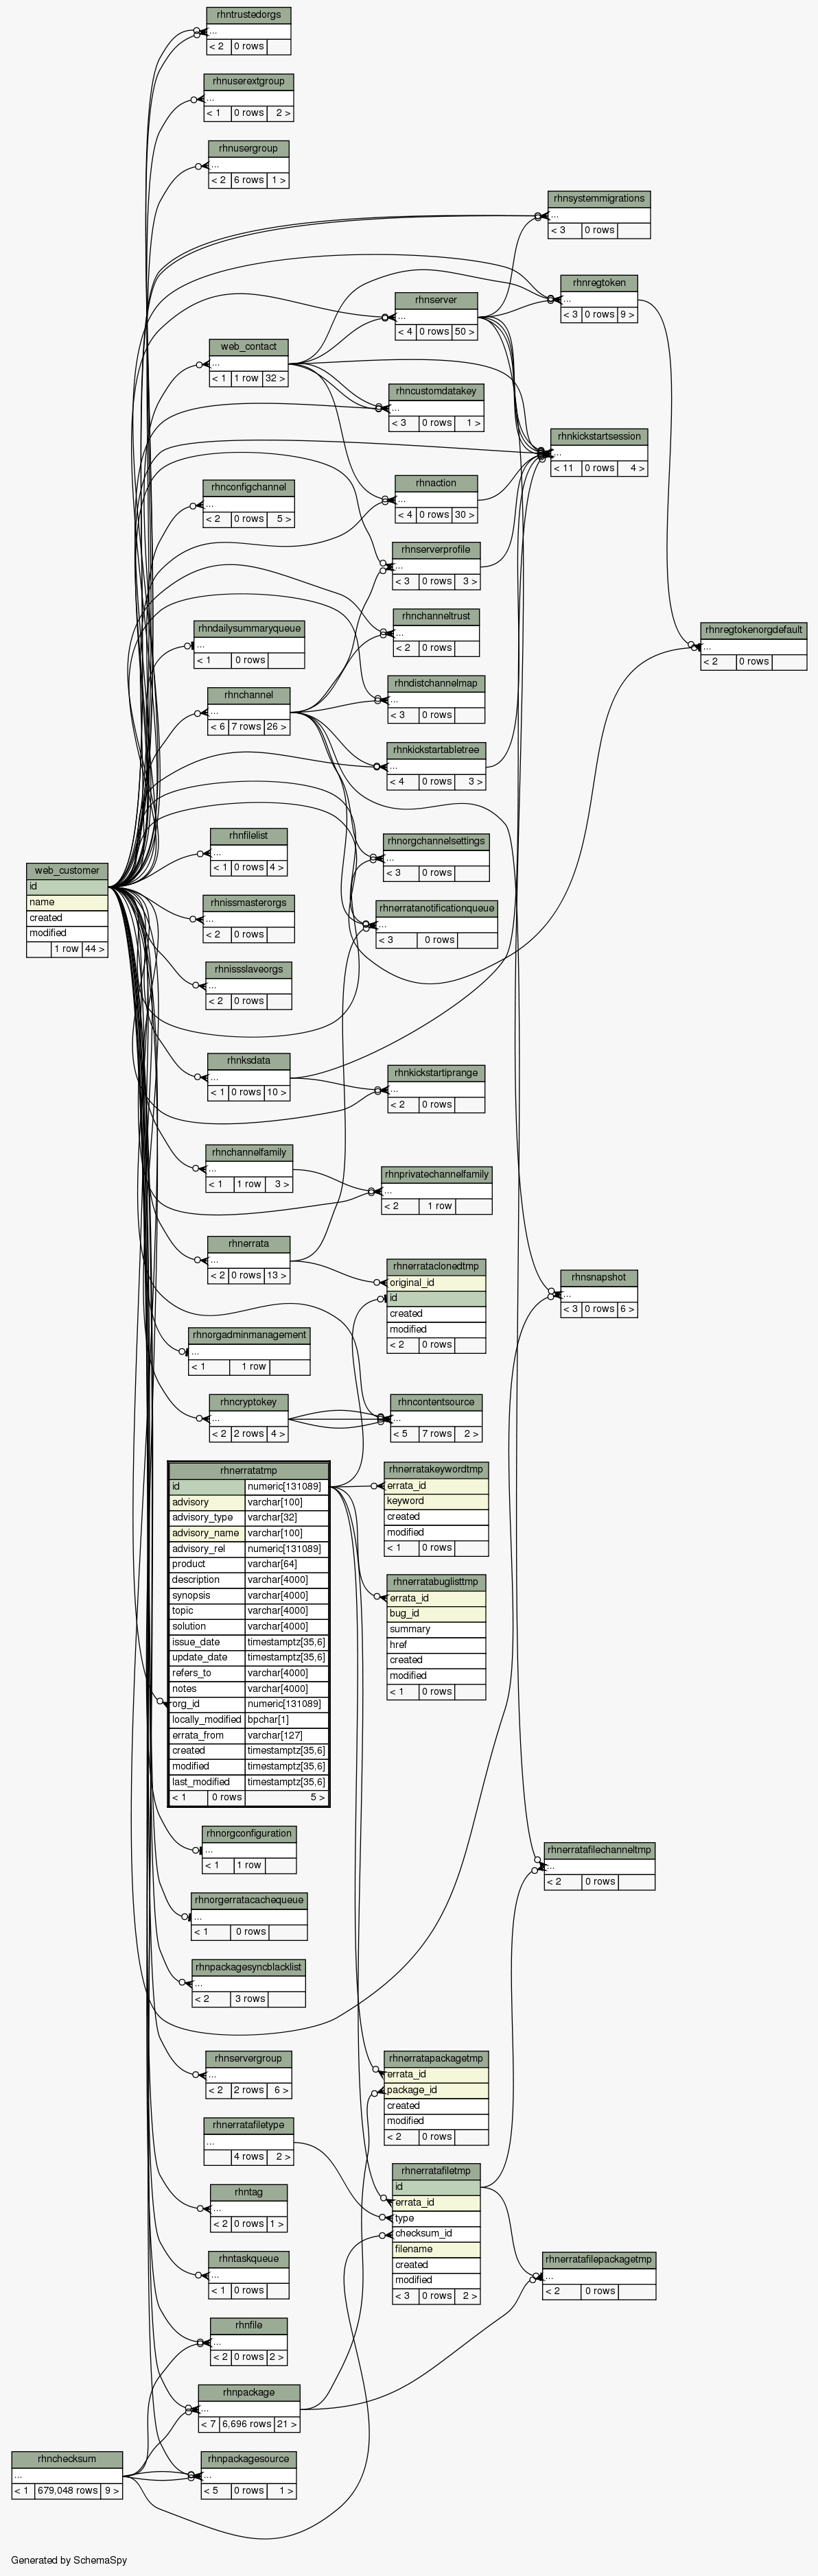 rhntrustedorgs
...
< 2 0 rows
rhnuserextgroup
...
< 1 0 rows 2 >
rhnusergroup
...
< 2 6 rows 1 >
rhnsystemmigrations
...
< 3 0 rows
rhnregtoken
...
< 3 0 rows 9 >
rhnserver
...
< 4 0 rows 50 >
web_contact
...
< 1 1 row 32 >
rhncustomdatakey
...
< 3 0 rows 1 >
rhnkickstartsession
...
< 11 0 rows 4 >
rhnconfigchannel
...
< 2 0 rows 5 >
rhnaction
...
< 4 0 rows 30 >
rhnserverprofile
...
< 3 0 rows 3 >
rhnchanneltrust
...
< 2 0 rows
rhndailysummaryqueue
...
< 1 0 rows
rhnregtokenorgdefault
...
< 2 0 rows
rhnchannel
...
< 6 7 rows 26 >
rhndistchannelmap
...
< 3 0 rows
rhnkickstartabletree
...
< 4 0 rows 3 >
rhnfilelist
...
< 1 0 rows 4 >
rhnorgchannelsettings
...
< 3 0 rows
web_customer
id
name
created
modified
1 row 44 >
rhnissmasterorgs
...
< 2 0 rows
rhnerratanotificationqueue
...
< 3 0 rows
rhnissslaveorgs
...
< 2 0 rows
rhnksdata
...
< 1 0 rows 10 >
rhnkickstartiprange
...
< 2 0 rows
rhnchannelfamily
...
< 1 1 row 3 >
rhnprivatechannelfamily
...
< 2 1 row
rhnerrata
...
< 2 0 rows 13 >
rhnerrataclonedtmp
original_id
id
created
modified
< 2 0 rows
rhnsnapshot
...
< 3 0 rows 6 >
rhnorgadminmanagement
...
< 1 1 row
rhncryptokey
...
< 2 2 rows 4 >
rhncontentsource
...
< 5 7 rows 2 >
rhnerratatmp
id numeric[131089]
advisory varchar[100]
advisory_type varchar[32]
advisory_name varchar[100]
advisory_rel numeric[131089]
product varchar[64]
description varchar[4000]
synopsis varchar[4000]
topic varchar[4000]
solution varchar[4000]
issue_date timestamptz[35,6]
update_date timestamptz[35,6]
refers_to varchar[4000]
notes varchar[4000]
org_id numeric[131089]
locally_modified bpchar[1]
errata_from varchar[127]
created timestamptz[35,6]
modified timestamptz[35,6]
last_modified timestamptz[35,6]
< 1 0 rows 5 >
rhnerratakeywordtmp
errata_id
keyword
created
modified
< 1 0 rows
rhnerratabuglisttmp
errata_id
bug_id
summary
href
created
modified
< 1 0 rows
rhnorgconfiguration
...
< 1 1 row
rhnerratafilechanneltmp
...
< 2 0 rows
rhnorgerratacachequeue
...
< 1 0 rows
rhnpackagesyncblacklist
...
< 2 3 rows
rhnservergroup
...
< 2 2 rows 6 >
rhnerratapackagetmp
errata_id
package_id
created
modified
< 2 0 rows
rhnerratafiletype
...
4 rows 2 >
rhnerratafiletmp
id
errata_id
type
checksum_id
filename
created
modified
< 3 0 rows 2 >
rhntag
...
< 2 0 rows 1 >
rhntaskqueue
...
< 1 0 rows
rhnerratafilepackagetmp
...
< 2 0 rows
rhnfile
...
< 2 0 rows 2 >
rhnpackage
...
< 7 6,696 rows 21 >
rhnchecksum
...
< 1 679,048 rows 9 >
rhnpackagesource
...
< 5 0 rows 1 >
Generated by SchemaSpy